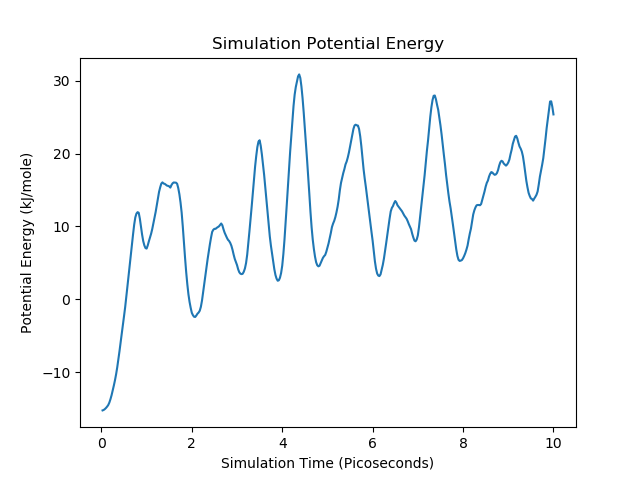 Simulation Potential Energy
30
20
10
0
−10
Potential Energy (kJ/mole)
0 2 4 6 8 10
Simulation Time (Picoseconds)